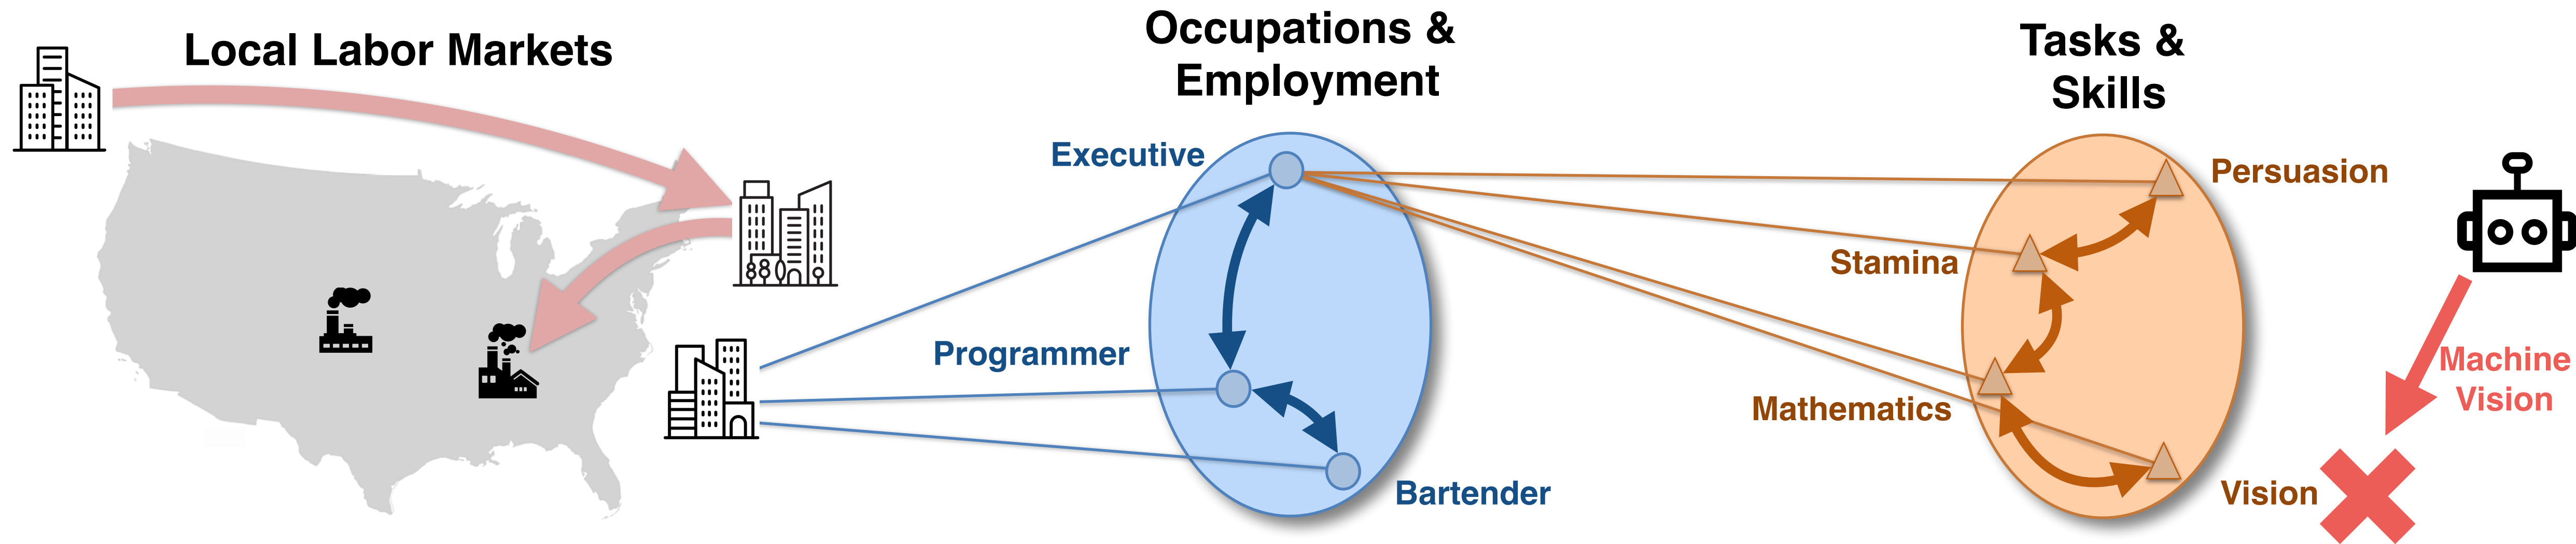 Local Labor Markets
Occupations &
Employment
Tasks &
Skills
Executive
Programmer
Bartender
Persuasion
Stamina
Mathematics
Vision
Machine
Vision